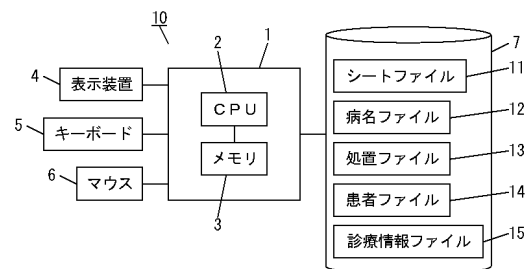 10
1
2
7
4
表示装置
CPU
シートファイル
11
5
キーボード
病名ファイル
12
6
マウス
メモリ
3
処置ファイル
13
患者ファイル
14
診療情報ファイル
15